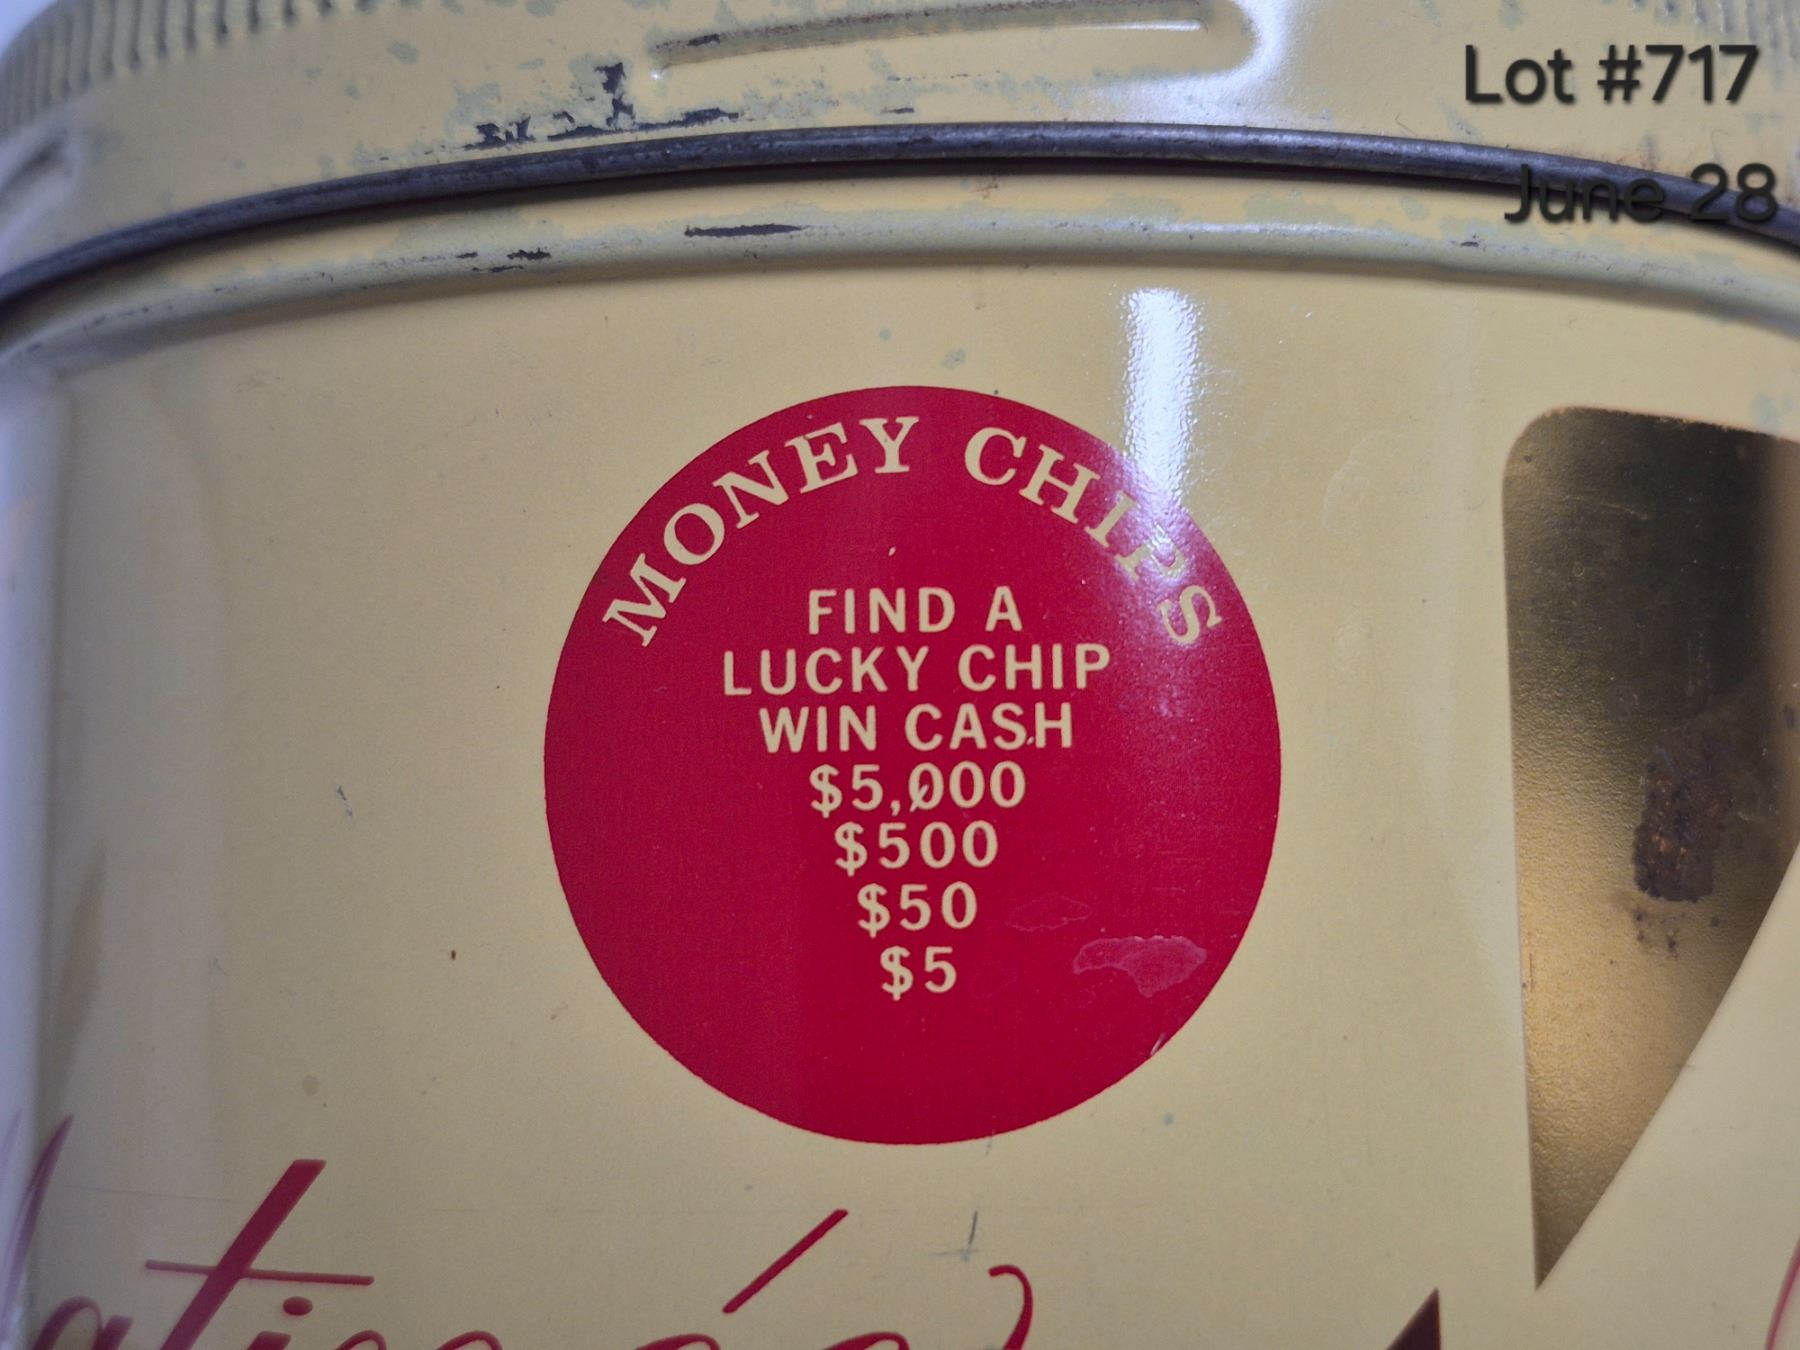 Lot #717
June 28
MONEY CHIPS
FIND A
LUCKY CHIP
WIN CASH
$5,000
$500
$50
$5